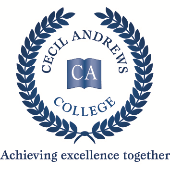 CECIL ANDREWS
CA
COLLEGE
Achieving excellence together